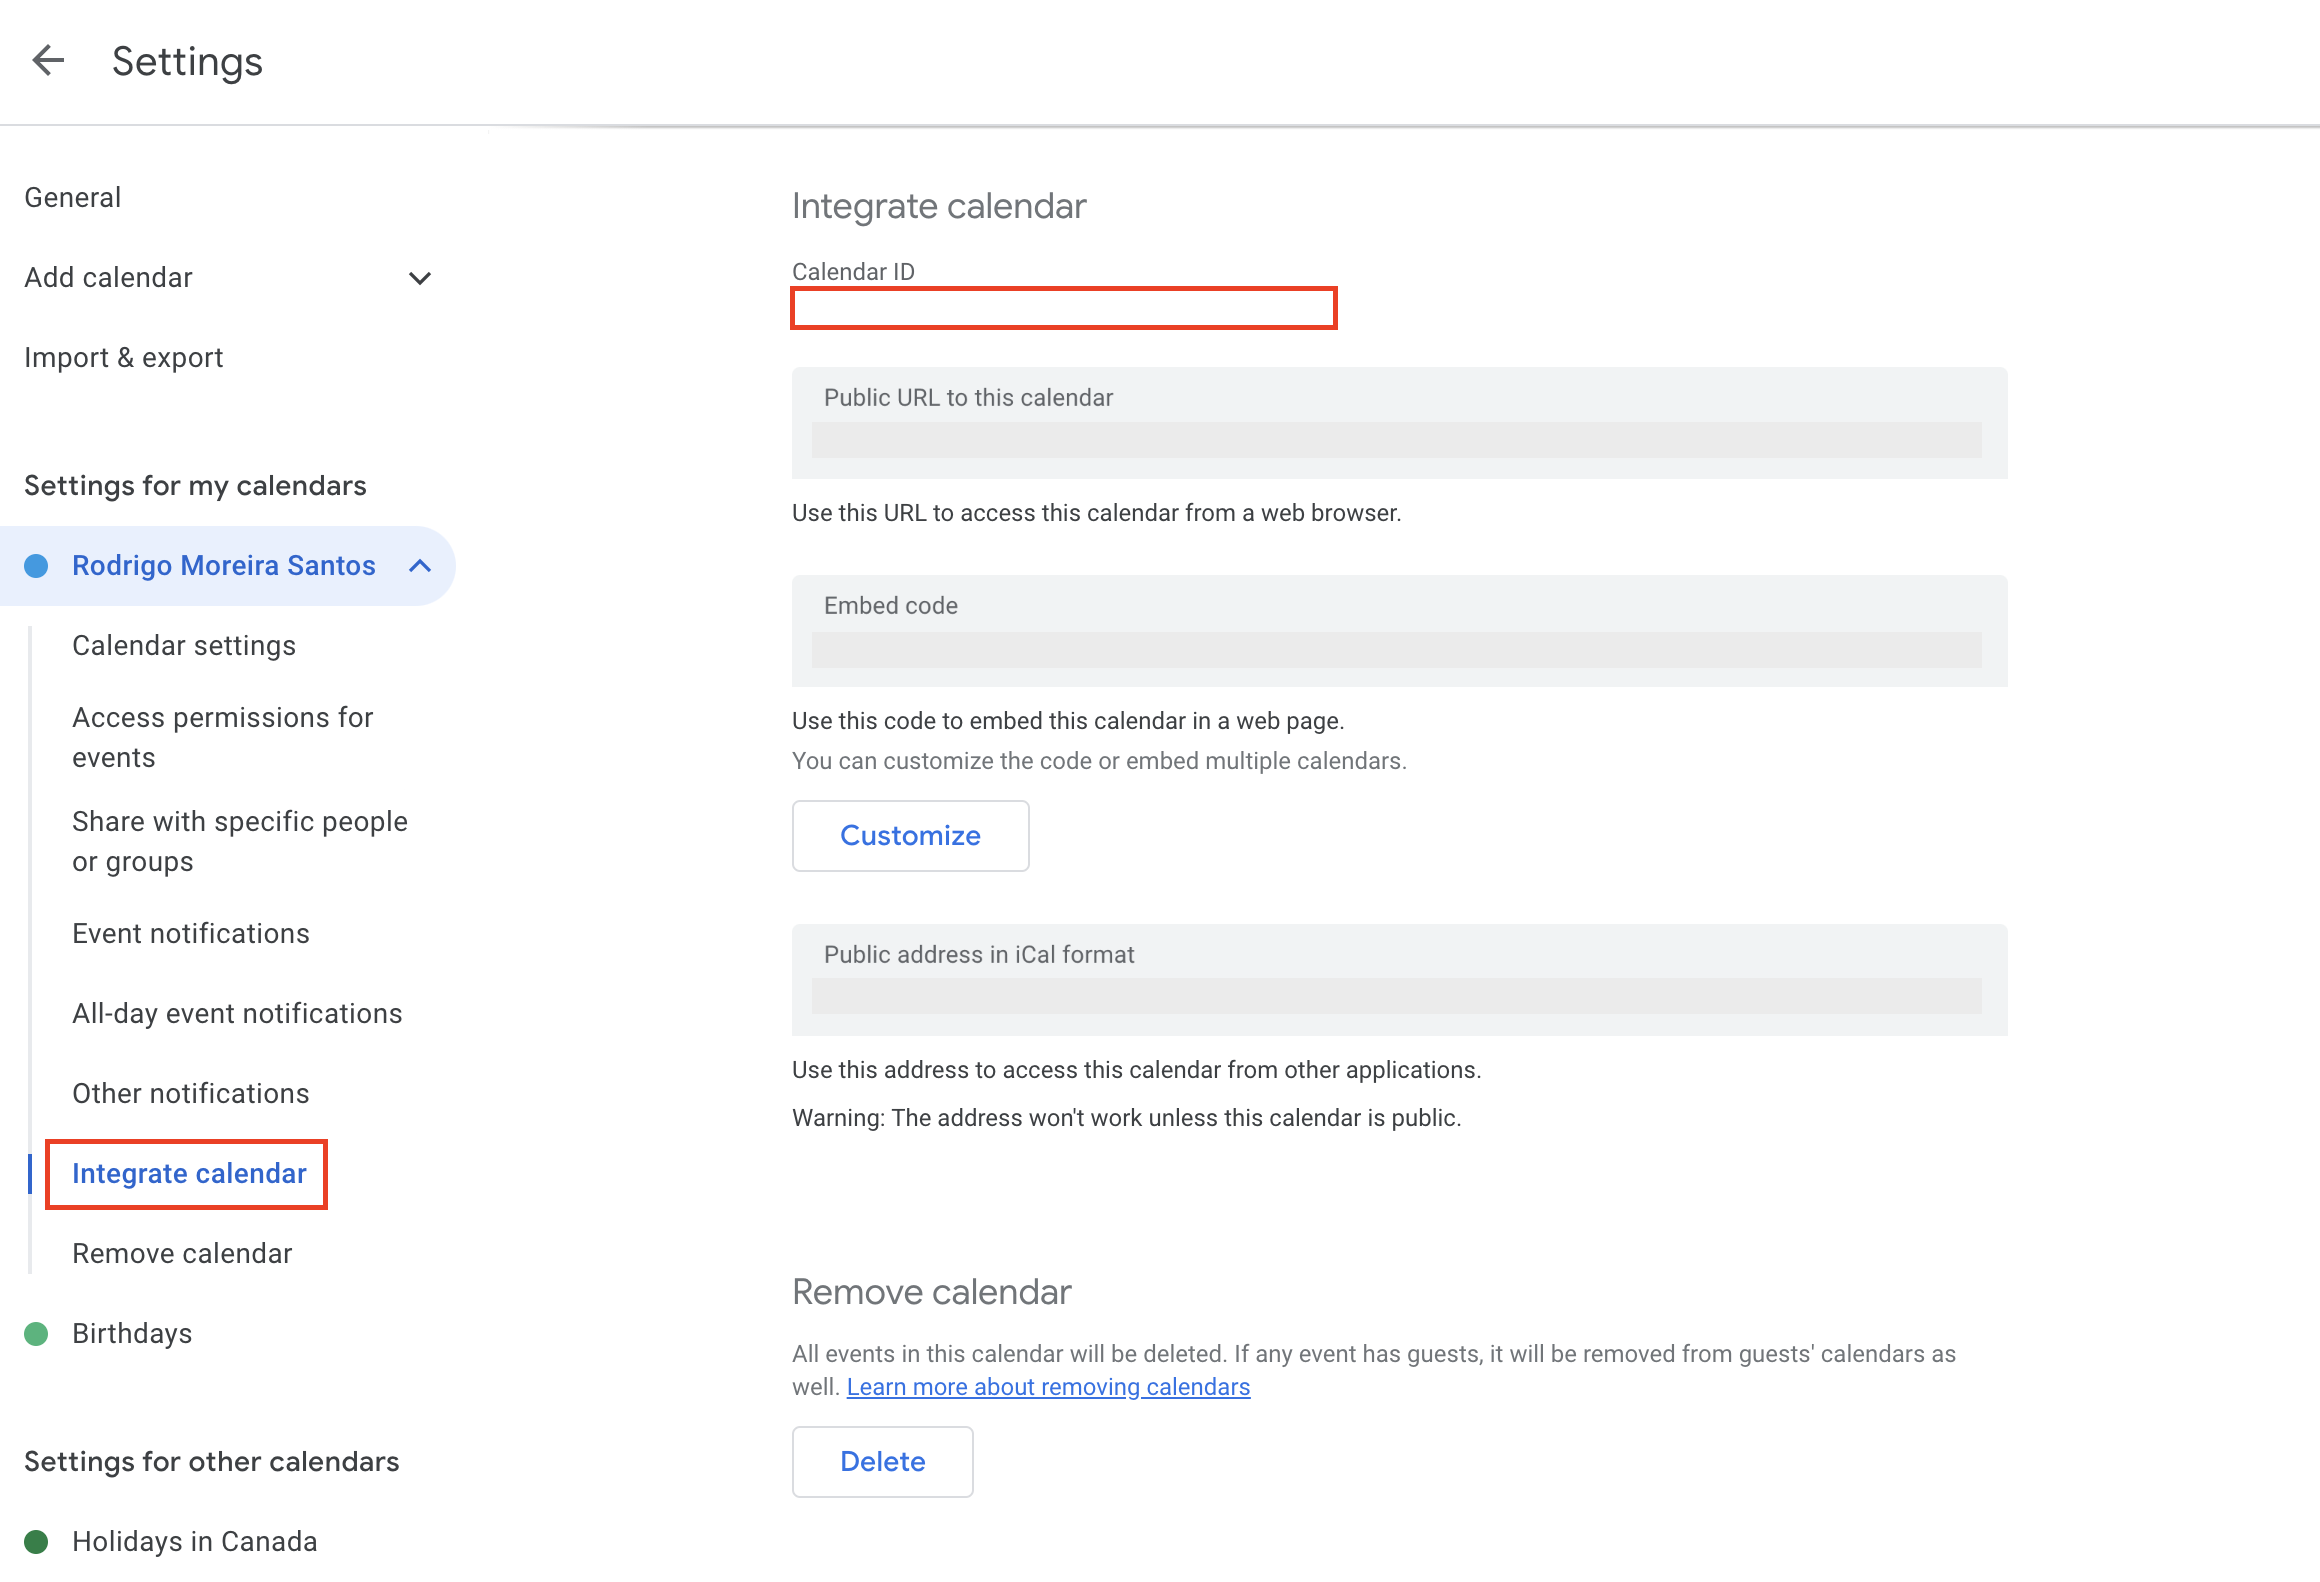 Settings
General
Add calendar
Import & export
Settings for my calendars
Rodrigo Moreira Santos
Calendar settings
Access permissions for
events
Share with specific people
or groups
Event notifications
All-day event notifications
Other notifications
Integrate calendar
Remove calendar
Birthdays
Settings for other calendars
Holidays in Canada
Integrate calendar
Calendar ID
Public URL to this calendar
Use this URL to access this calendar from a web browser.
Embed code
Use this code to embed this calendar in a web page.
You can customize the code or embed multiple calendars.
Customize
Public address in iCal format
Use this address to access this calendar from other applications.
Warning: The address won't work unless this calendar is public.
Remove calendar
All events in this calendar will be deleted. If any event has guests, it will be removed from guests' calendars as
well. Learn more about removing calendars
Delete